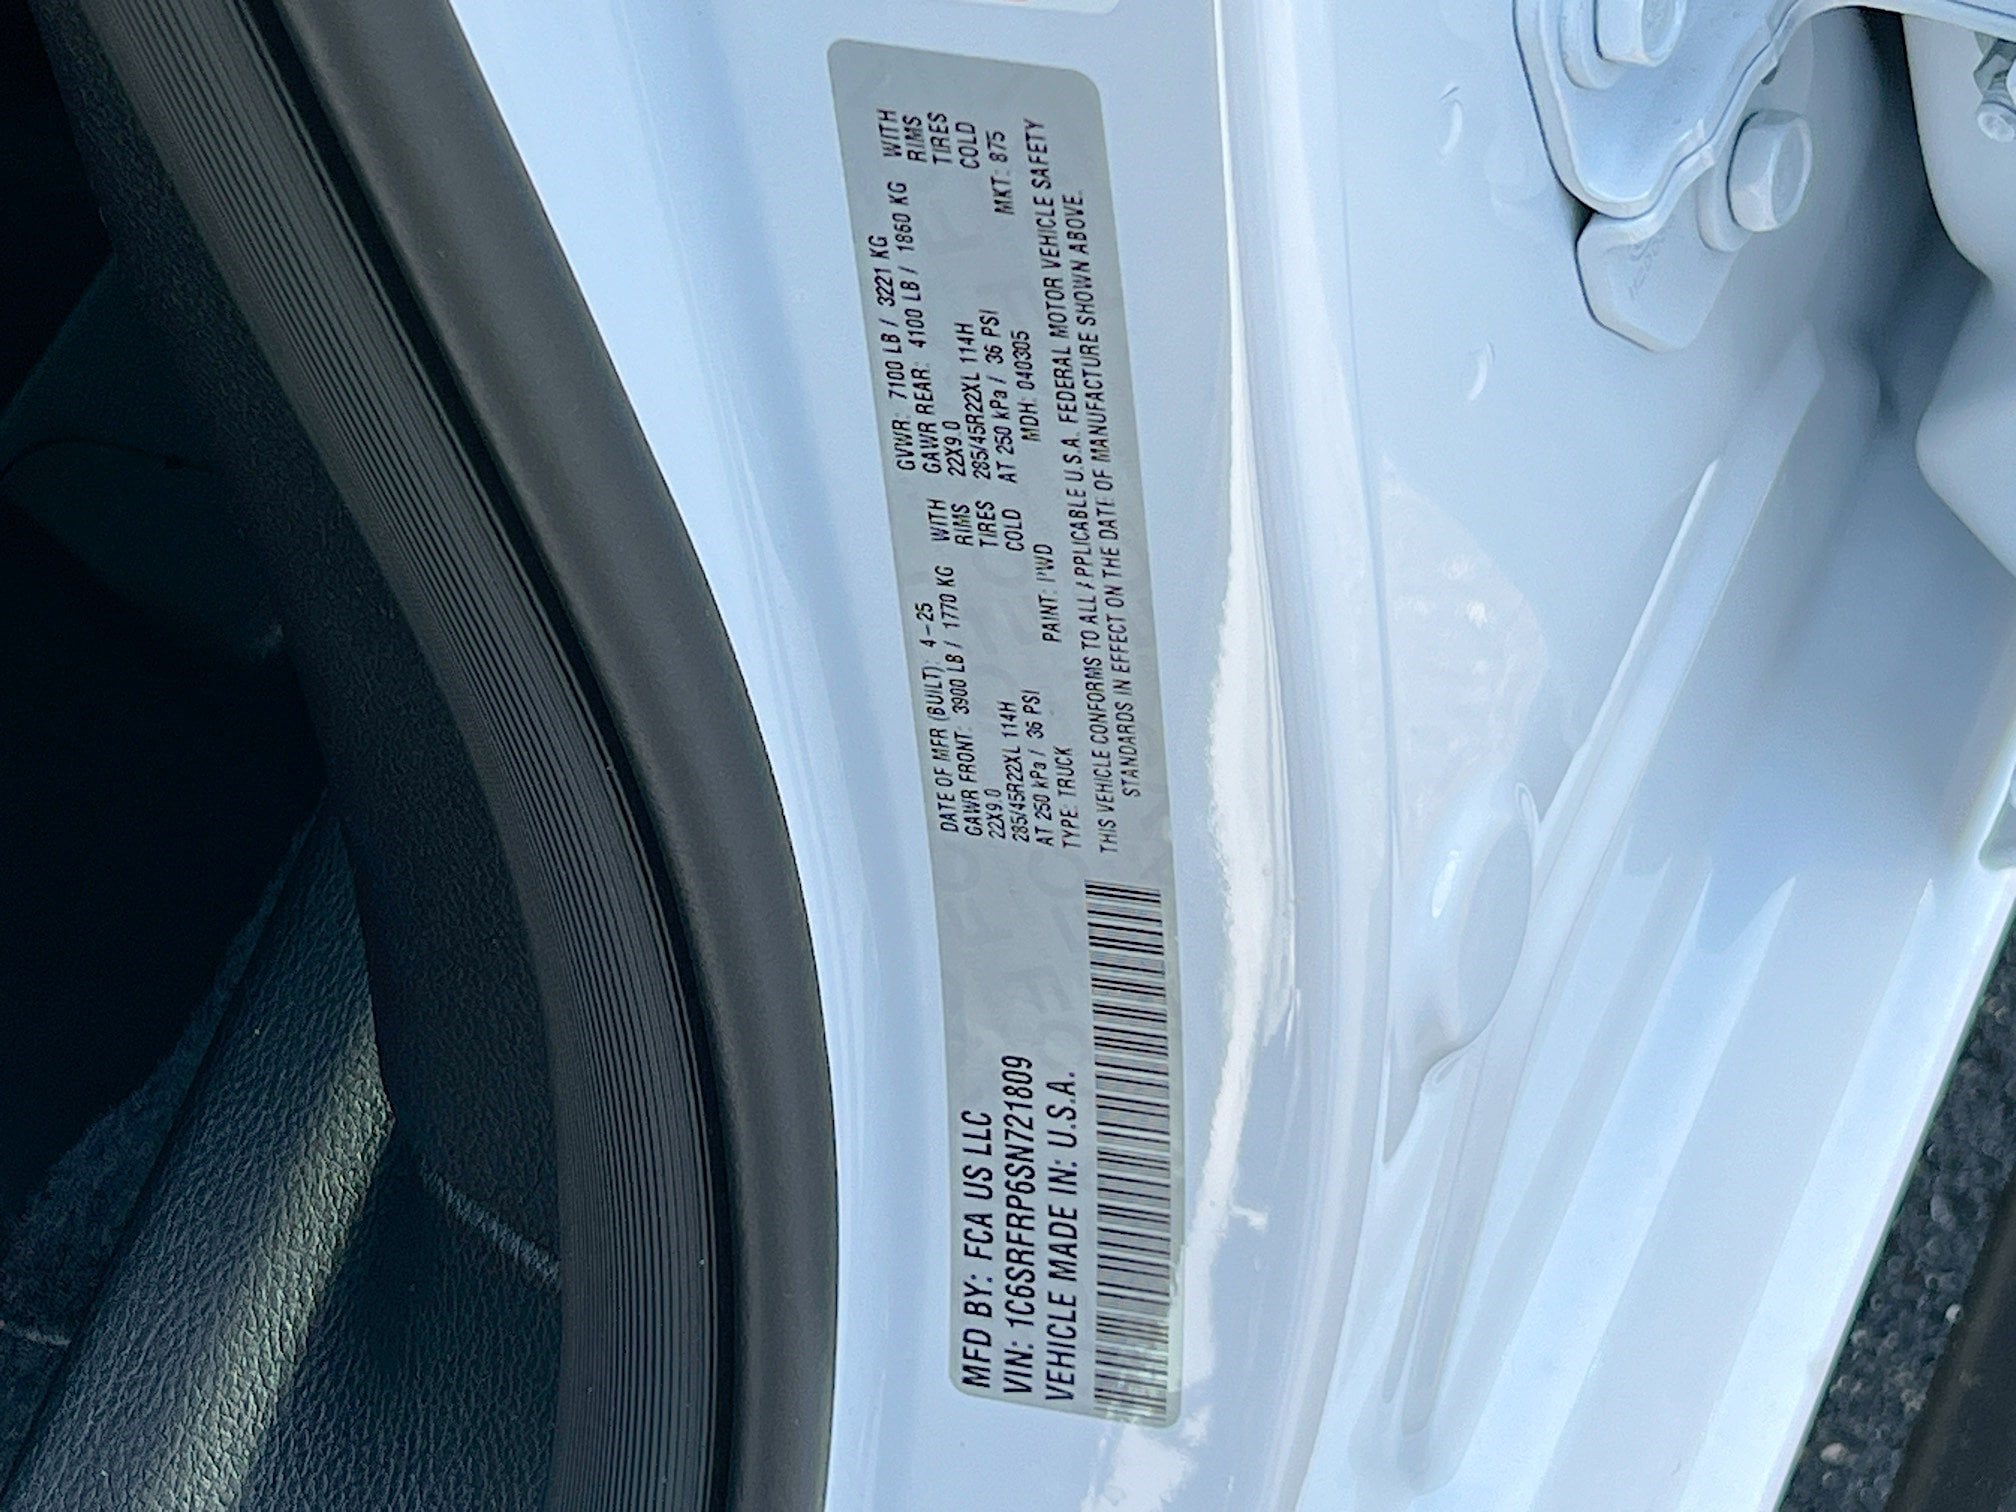 MFD BY: FCA US LLC
VIN: 1C6SRFRP6SN721809
VEHICLE MADE IN: U.S.A.
DATE OF MFR (BUILT): 4-25 GVWR: 7100 LB / 3221 KG
GAWR FRONT: 3900 LB / 1770 KG WITH GAWR REAR: 4100 LB / 1860 KG WITH
22X9.0 RIMS 22X9.0 RIMS
285/45R22XL 114H TIRES 285/45R22XL 114H TIRES
AT 250 kPa / 36 PSI COLD AT 250 kPa / 36 PSI COLD
TYPE: TRUCK PAINT: PWD MDH: 040305 MKT: 875
THIS VEHICLE CONFORMS TO ALL APPLICABLE U.S.A. FEDERAL MOTOR VEHICLE SAFETY
STANDARDS IN EFFECT ON THE DATE OF MANUFACTURE SHOWN ABOVE.